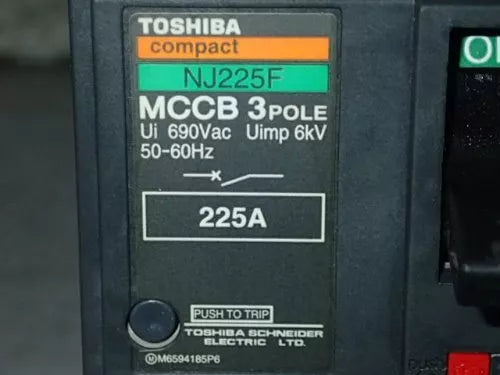 TOSHIBA
compact
NJ225F
MCCB 3POLE
Ui 690Vac Uimp 6kV
50-60Hz
225A
PUSH TO TRIP
TOSHIBA SCHNEIDER
ELECTRIC LTD.
ⓂM6594185P6